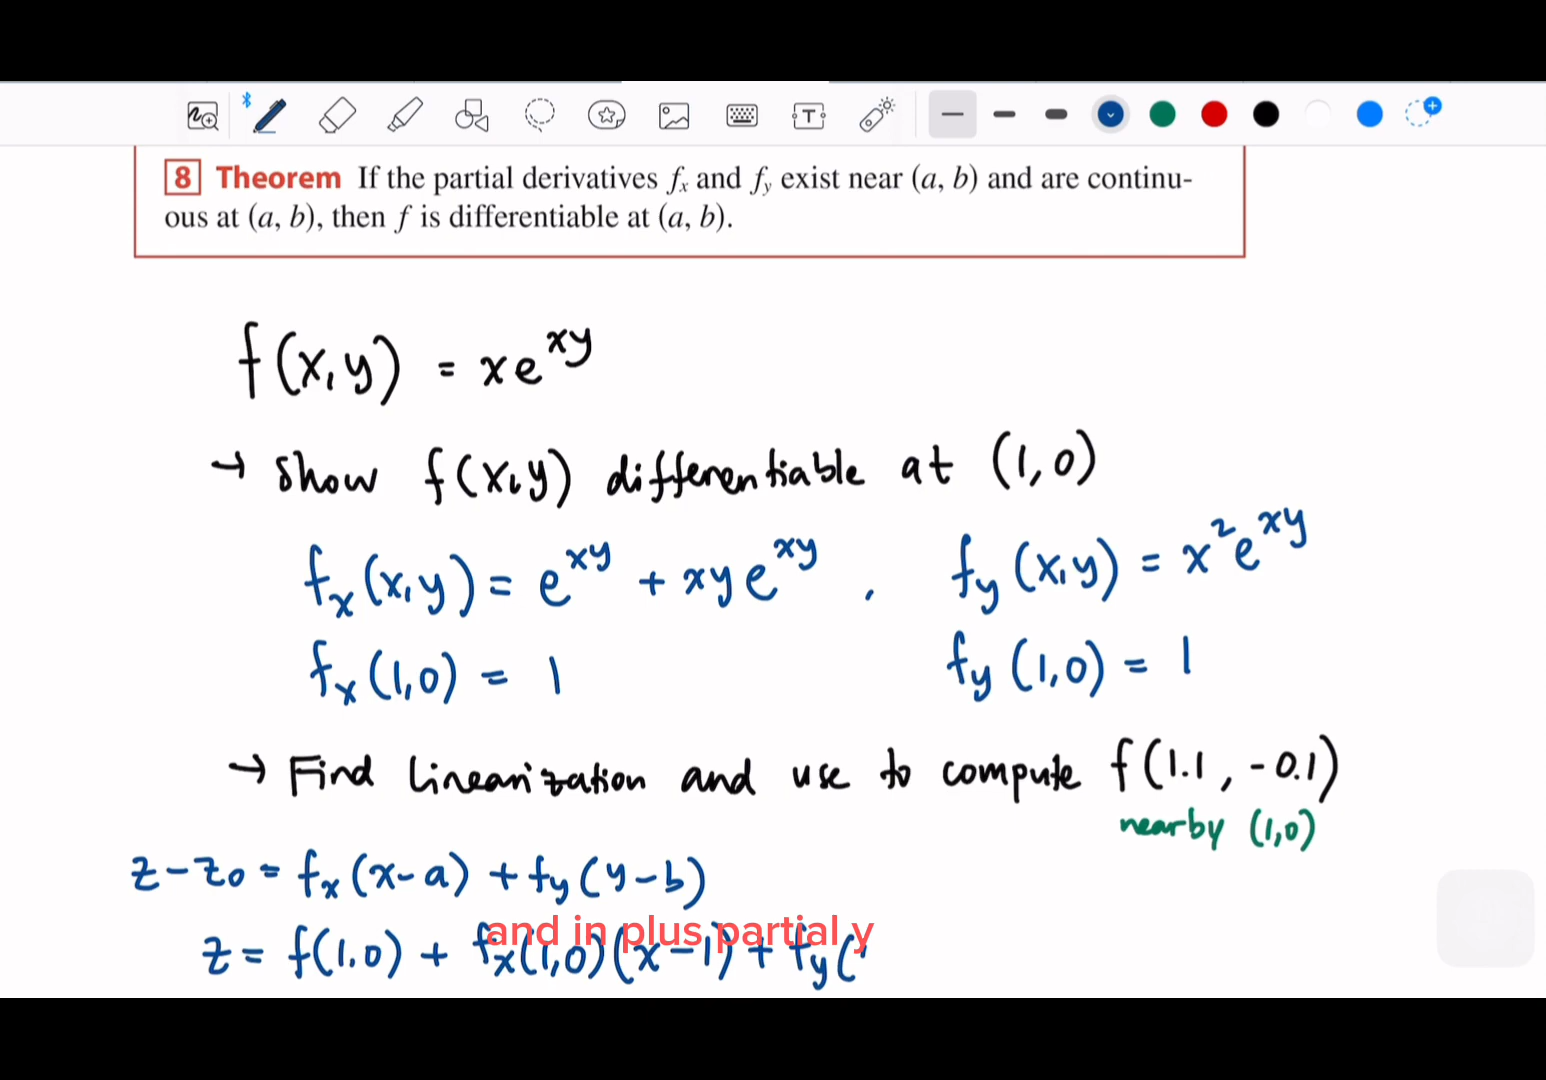 8 Theorem If the partial derivatives fx and fy exist near (a, b) and are continu-
ous at (a, b), then f is differentiable at (a, b).
f(x,y) = xe^xy
→ show f(x,y) differentiable at (1,0)
fx(x,y) = e^xy + xye^xy , fy(x,y) = x²e^xy
fx(1,0) = 1 fy(1,0) = 1
→ Find linearization and use to compute f(1.1, -0.1)
nearby (1,0)
z-z0 = fx(x-a) + fy(y-b)
z = f(1,0) + fx(1,0)(x-1) + fy(
and in plus partial y